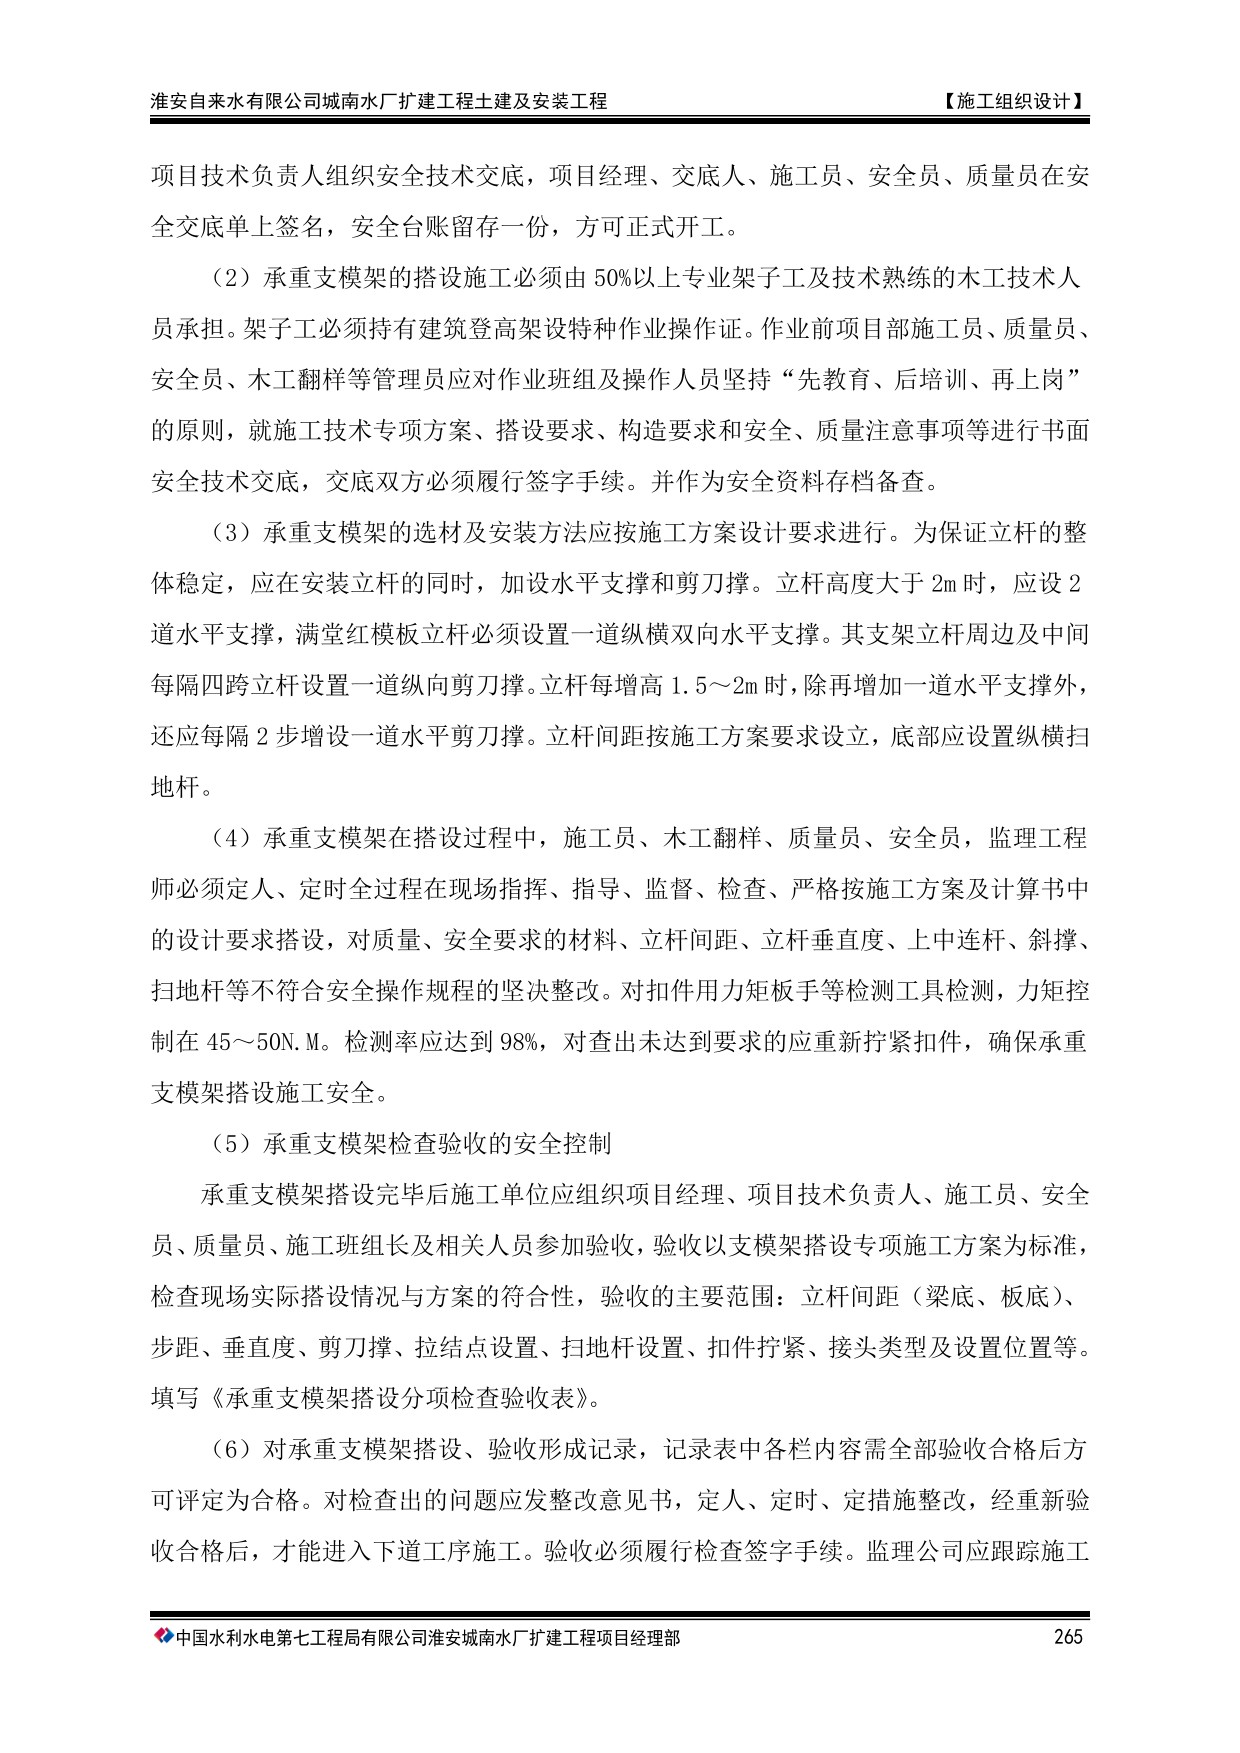 淮安自来水有限公司城南水厂扩建工程土建及安装工程 【施工组织设计】
项目技术负责人组织安全技术交底，项目经理、交底人、施工员、安全员、质量员在安
全交底单上签名，安全台账留存一份，方可正式开工。
（2）承重支模架的搭设施工必须由 50%以上专业架子工及技术熟练的木工技术人
员承担。架子工必须持有建筑登高架设特种作业操作证。作业前项目部施工员、质量员、
安全员、木工翻样等管理员应对作业班组及操作人员坚持“先教育、后培训、再上岗”
的原则，就施工技术专项方案、搭设要求、构造要求和安全、质量注意事项等进行书面
安全技术交底，交底双方必须履行签字手续。并作为安全资料存档备查。
（3）承重支模架的选材及安装方法应按施工方案设计要求进行。为保证立杆的整
体稳定，应在安装立杆的同时，加设水平支撑和剪刀撑。立杆高度大于 2m 时，应设 2
道水平支撑，满堂红模板立杆必须设置一道纵横双向水平支撑。其支架立杆周边及中间
每隔四跨立杆设置一道纵向剪刀撑。立杆每增高 1.5～2m 时，除再增加一道水平支撑外，
还应每隔 2 步增设一道水平剪刀撑。立杆间距按施工方案要求设立，底部应设置纵横扫
地杆。
（4）承重支模架在搭设过程中，施工员、木工翻样、质量员、安全员，监理工程
师必须定人、定时全过程在现场指挥、指导、监督、检查、严格按施工方案及计算书中
的设计要求搭设，对质量、安全要求的材料、立杆间距、立杆垂直度、上中连杆、斜撑、
扫地杆等不符合安全操作规程的坚决整改。对扣件用力矩板手等检测工具检测，力矩控
制在 45～50N.M。检测率应达到 98%，对查出未达到要求的应重新拧紧扣件，确保承重
支模架搭设施工安全。
（5）承重支模架检查验收的安全控制
承重支模架搭设完毕后施工单位应组织项目经理、项目技术负责人、施工员、安全
员、质量员、施工班组长及相关人员参加验收，验收以支模架搭设专项施工方案为标准，
检查现场实际搭设情况与方案的符合性，验收的主要范围：立杆间距（梁底、板底）、
步距、垂直度、剪刀撑、拉结点设置、扫地杆设置、扣件拧紧、接头类型及设置位置等。
填写《承重支模架搭设分项检查验收表》。
（6）对承重支模架搭设、验收形成记录，记录表中各栏内容需全部验收合格后方
可评定为合格。对检查出的问题应发整改意见书，定人、定时、定措施整改，经重新验
收合格后，才能进入下道工序施工。验收必须履行检查签字手续。监理公司应跟踪施工
中国水利水电第七工程局有限公司淮安城南水厂扩建工程项目经理部 265